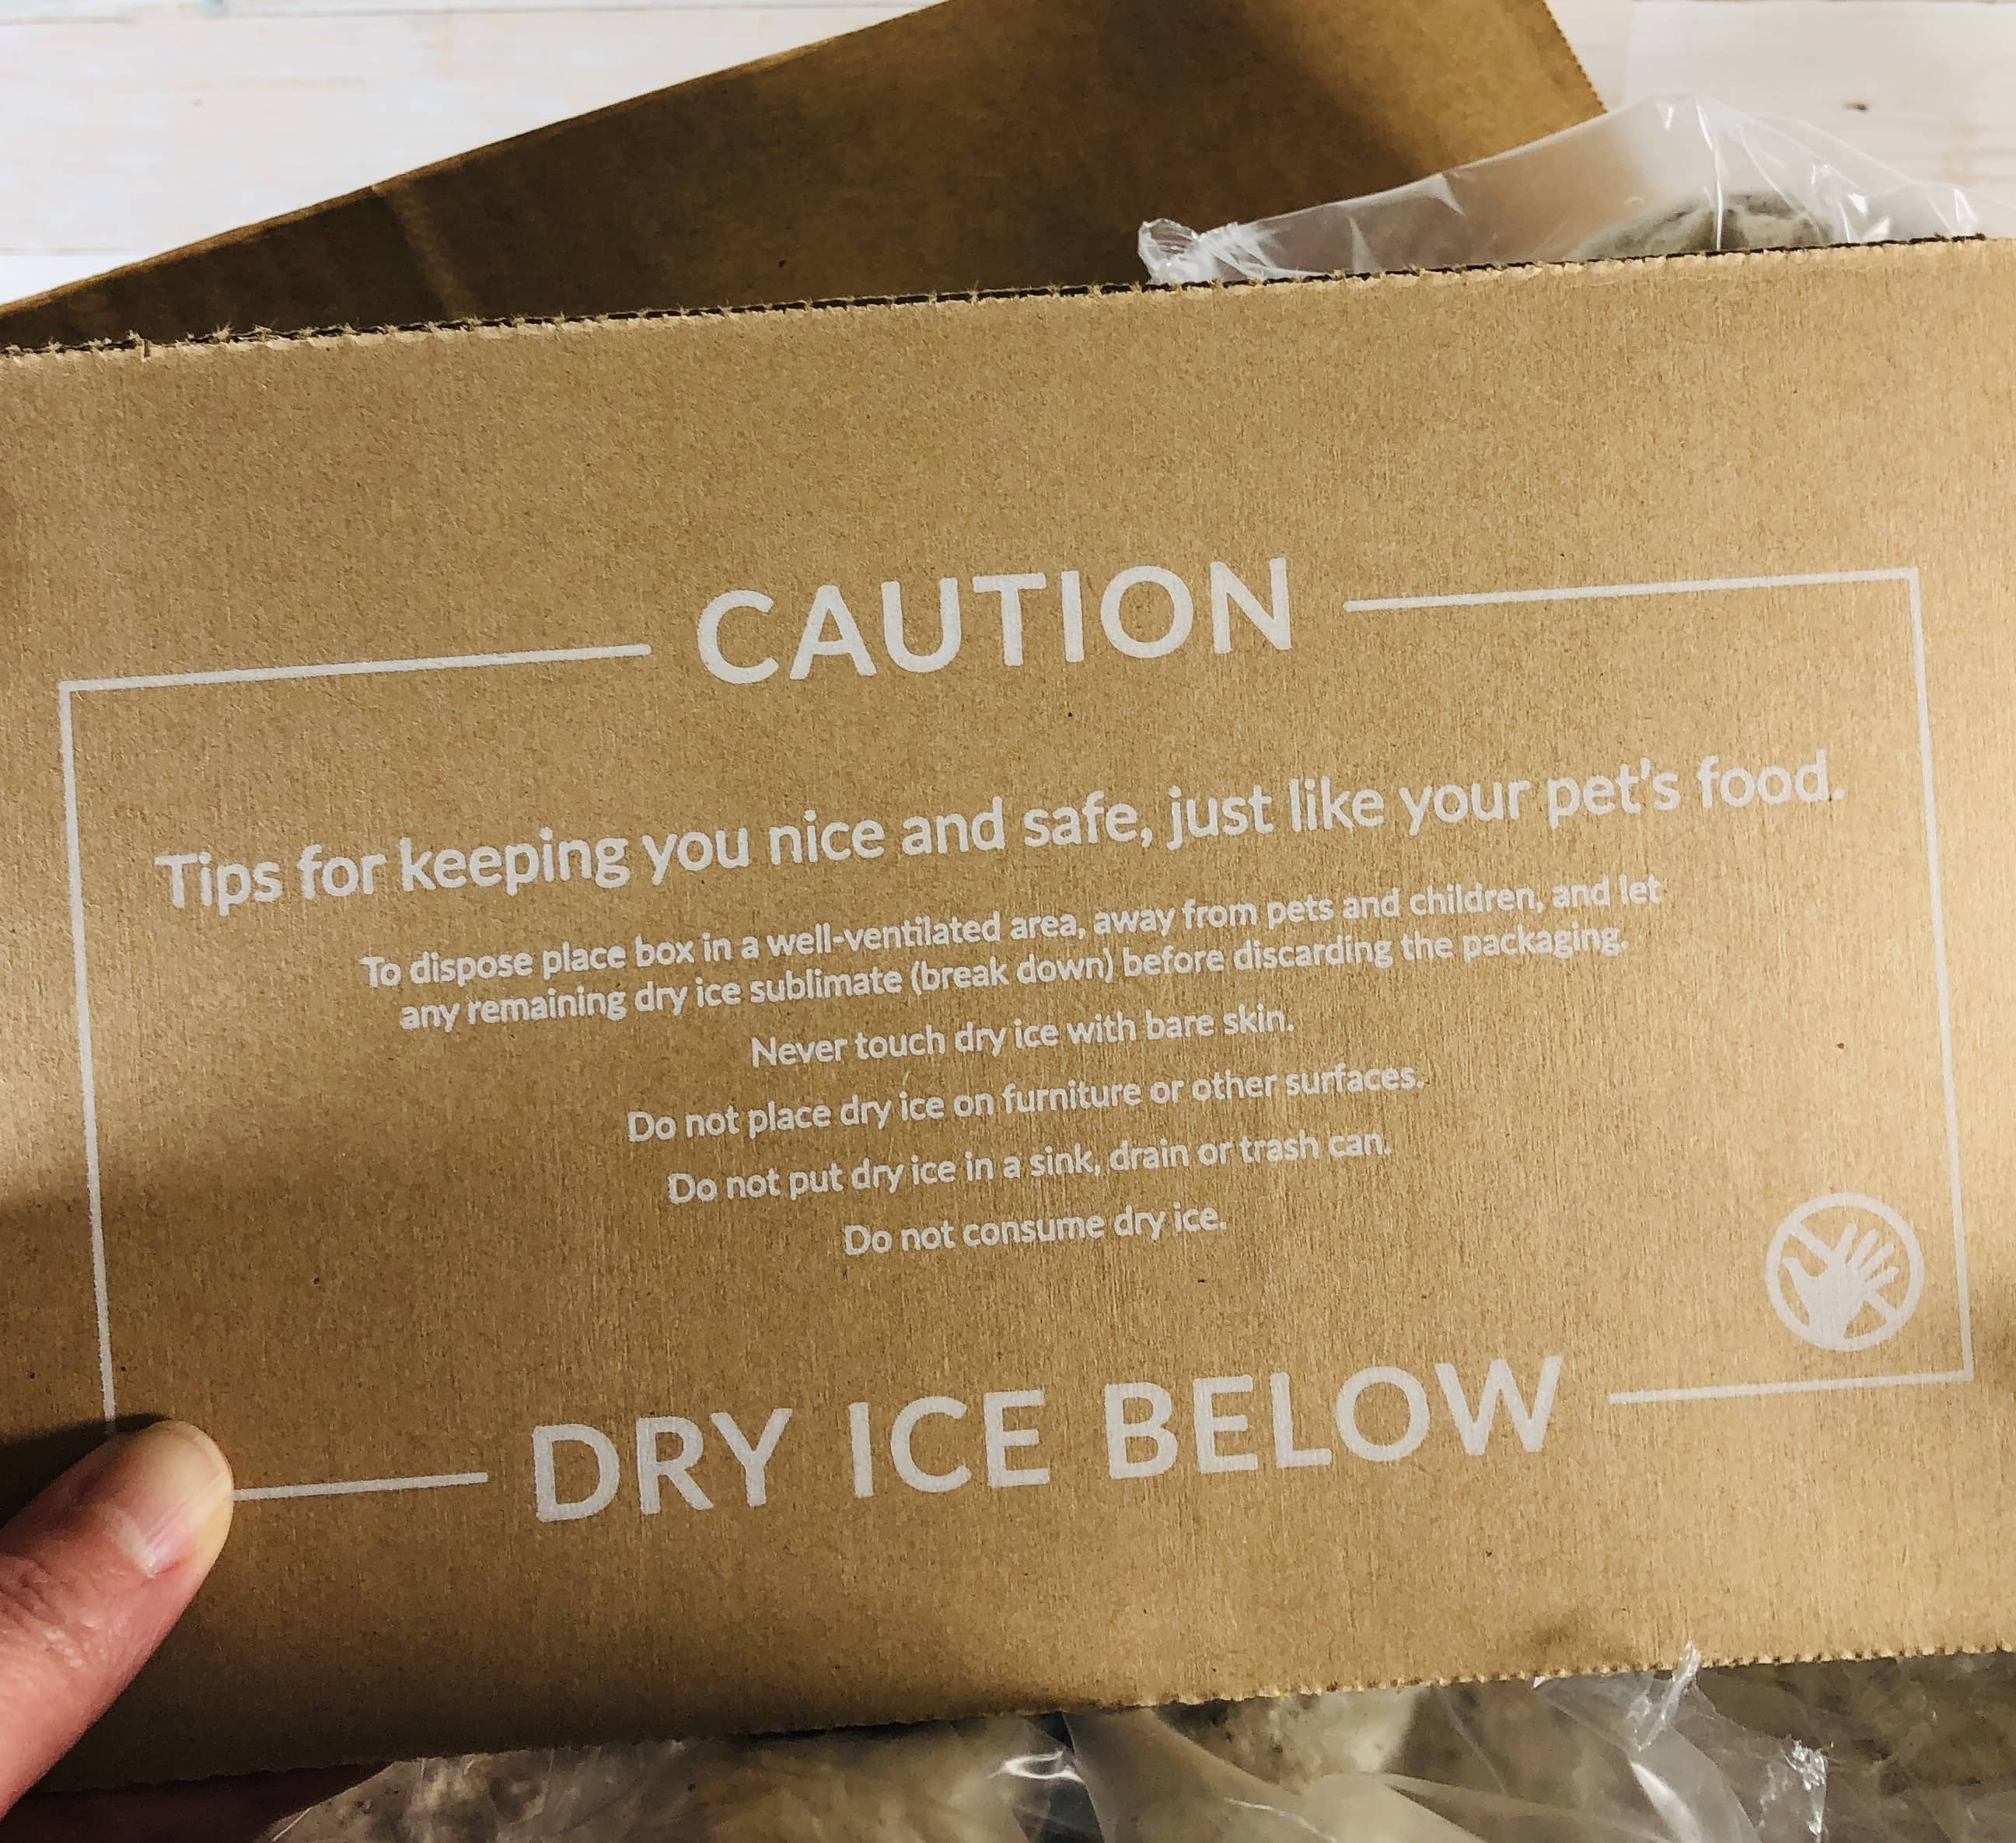 CAUTION
Tips for keeping you nice and safe, just like your pet's food.
To dispose place box in a well-ventilated area, away from pets and children, and let
any remaining dry ice sublimate (break down) before discarding the packaging.
Never touch dry ice with bare skin.
Do not place dry ice on furniture or other surfaces.
Do not put dry ice in a sink, drain or trash can.
Do not consume dry ice.
DRY ICE BELOW